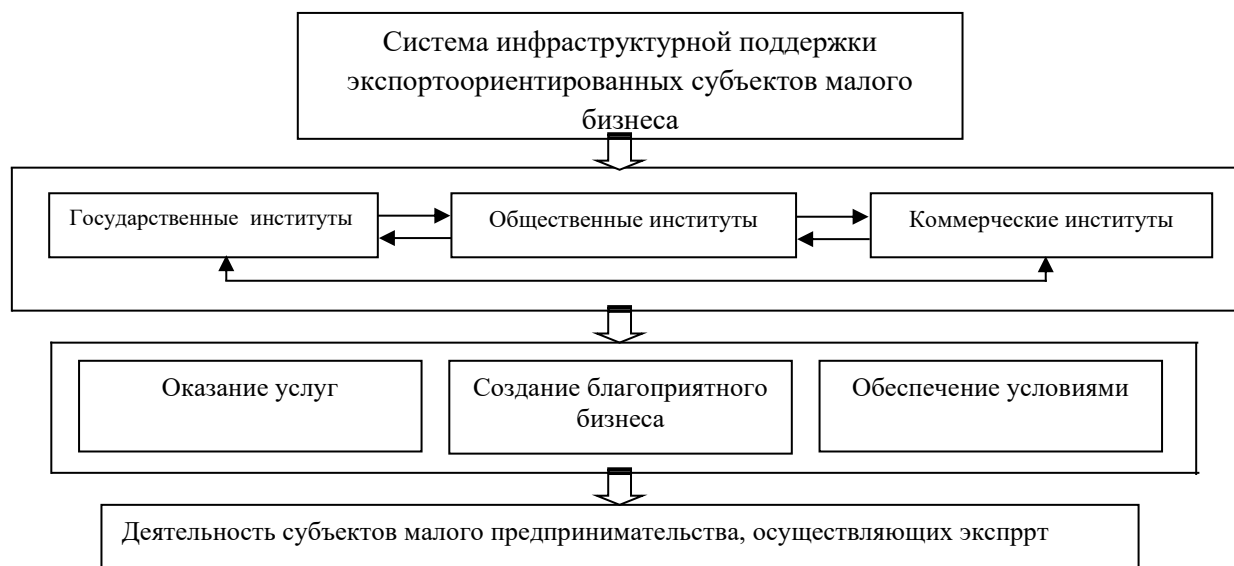 Система инфраструктурной поддержки
экспортоориентированных субъектов малого
бизнеса
Государственные институты
Общественные институты
Коммерческие институты
Оказание услуг
Создание благоприятного
бизнеса
Обеспечение условиями
Деятельность субъектов малого предпринимательства, осуществляющих экспррт